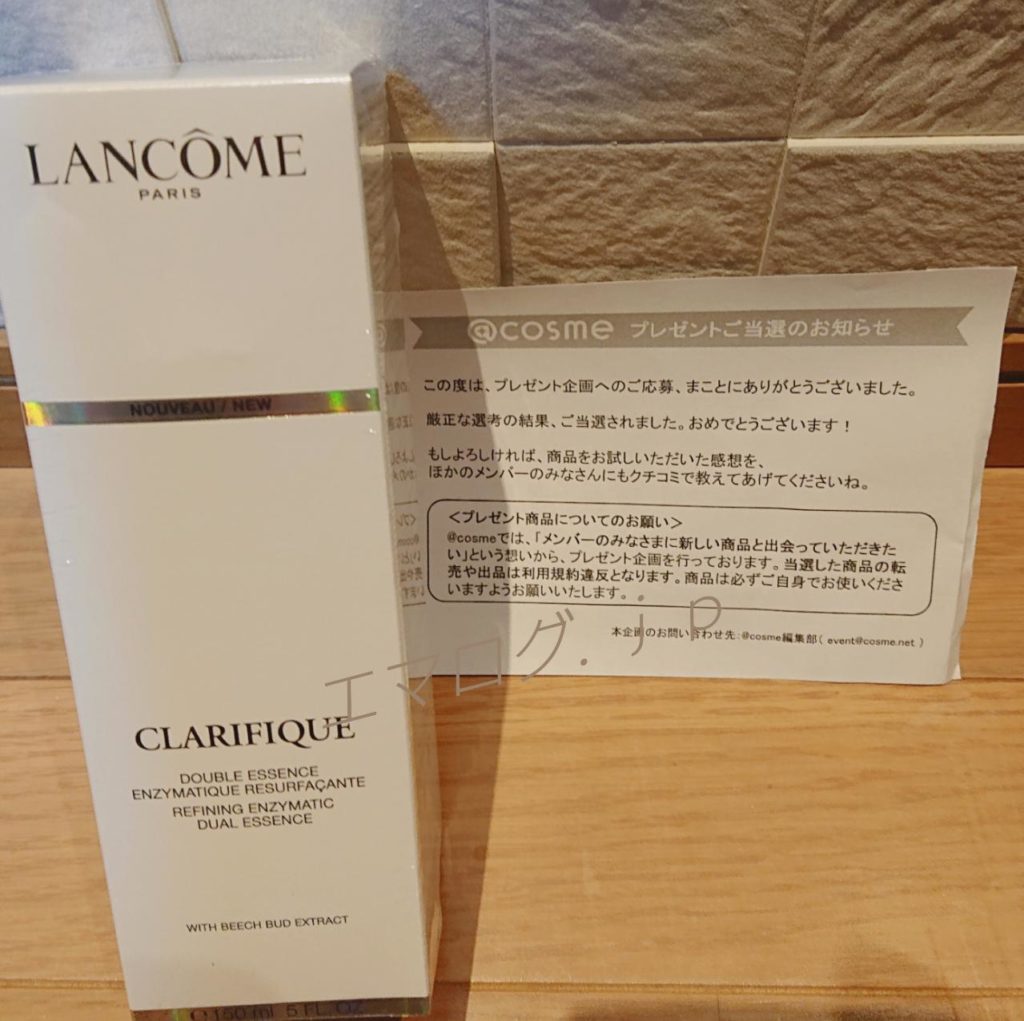 LANCÔME
PARIS
NOUVEAU / NEW
CLARIFIQUE
DOUBLE ESSENCE
ENZYMATIQUE RESURFAÇANTE
REFINING ENZYMATIC
DUAL ESSENCE
WITH BEECH BUD EXTRACT
150 ml 5 FL. OZ
@cosme プレゼントご当選のお知らせ
この度は、プレゼント企画へのご応募、まことにありがとうございました。
厳正な選考の結果、ご当選されました。おめでとうございます！
もしよろしければ、商品をお試しいただいた感想を、
ほかのメンバーのみなさんにもクチコミで教えてあげてくださいね。
＜プレゼント商品についてのお願い＞
@cosmeでは、「メンバーのみなさまに新しい商品と出会っていただきた
い」という想いから、プレゼント企画を行っております。当選した商品の転
売や出品は利用規約違反となります。商品は必ずご自身でお使いくださ
いますようお願いいたします。
本企画のお問い合わせ先：@cosme編集部（ event@cosme.net ）
エマログ.jp